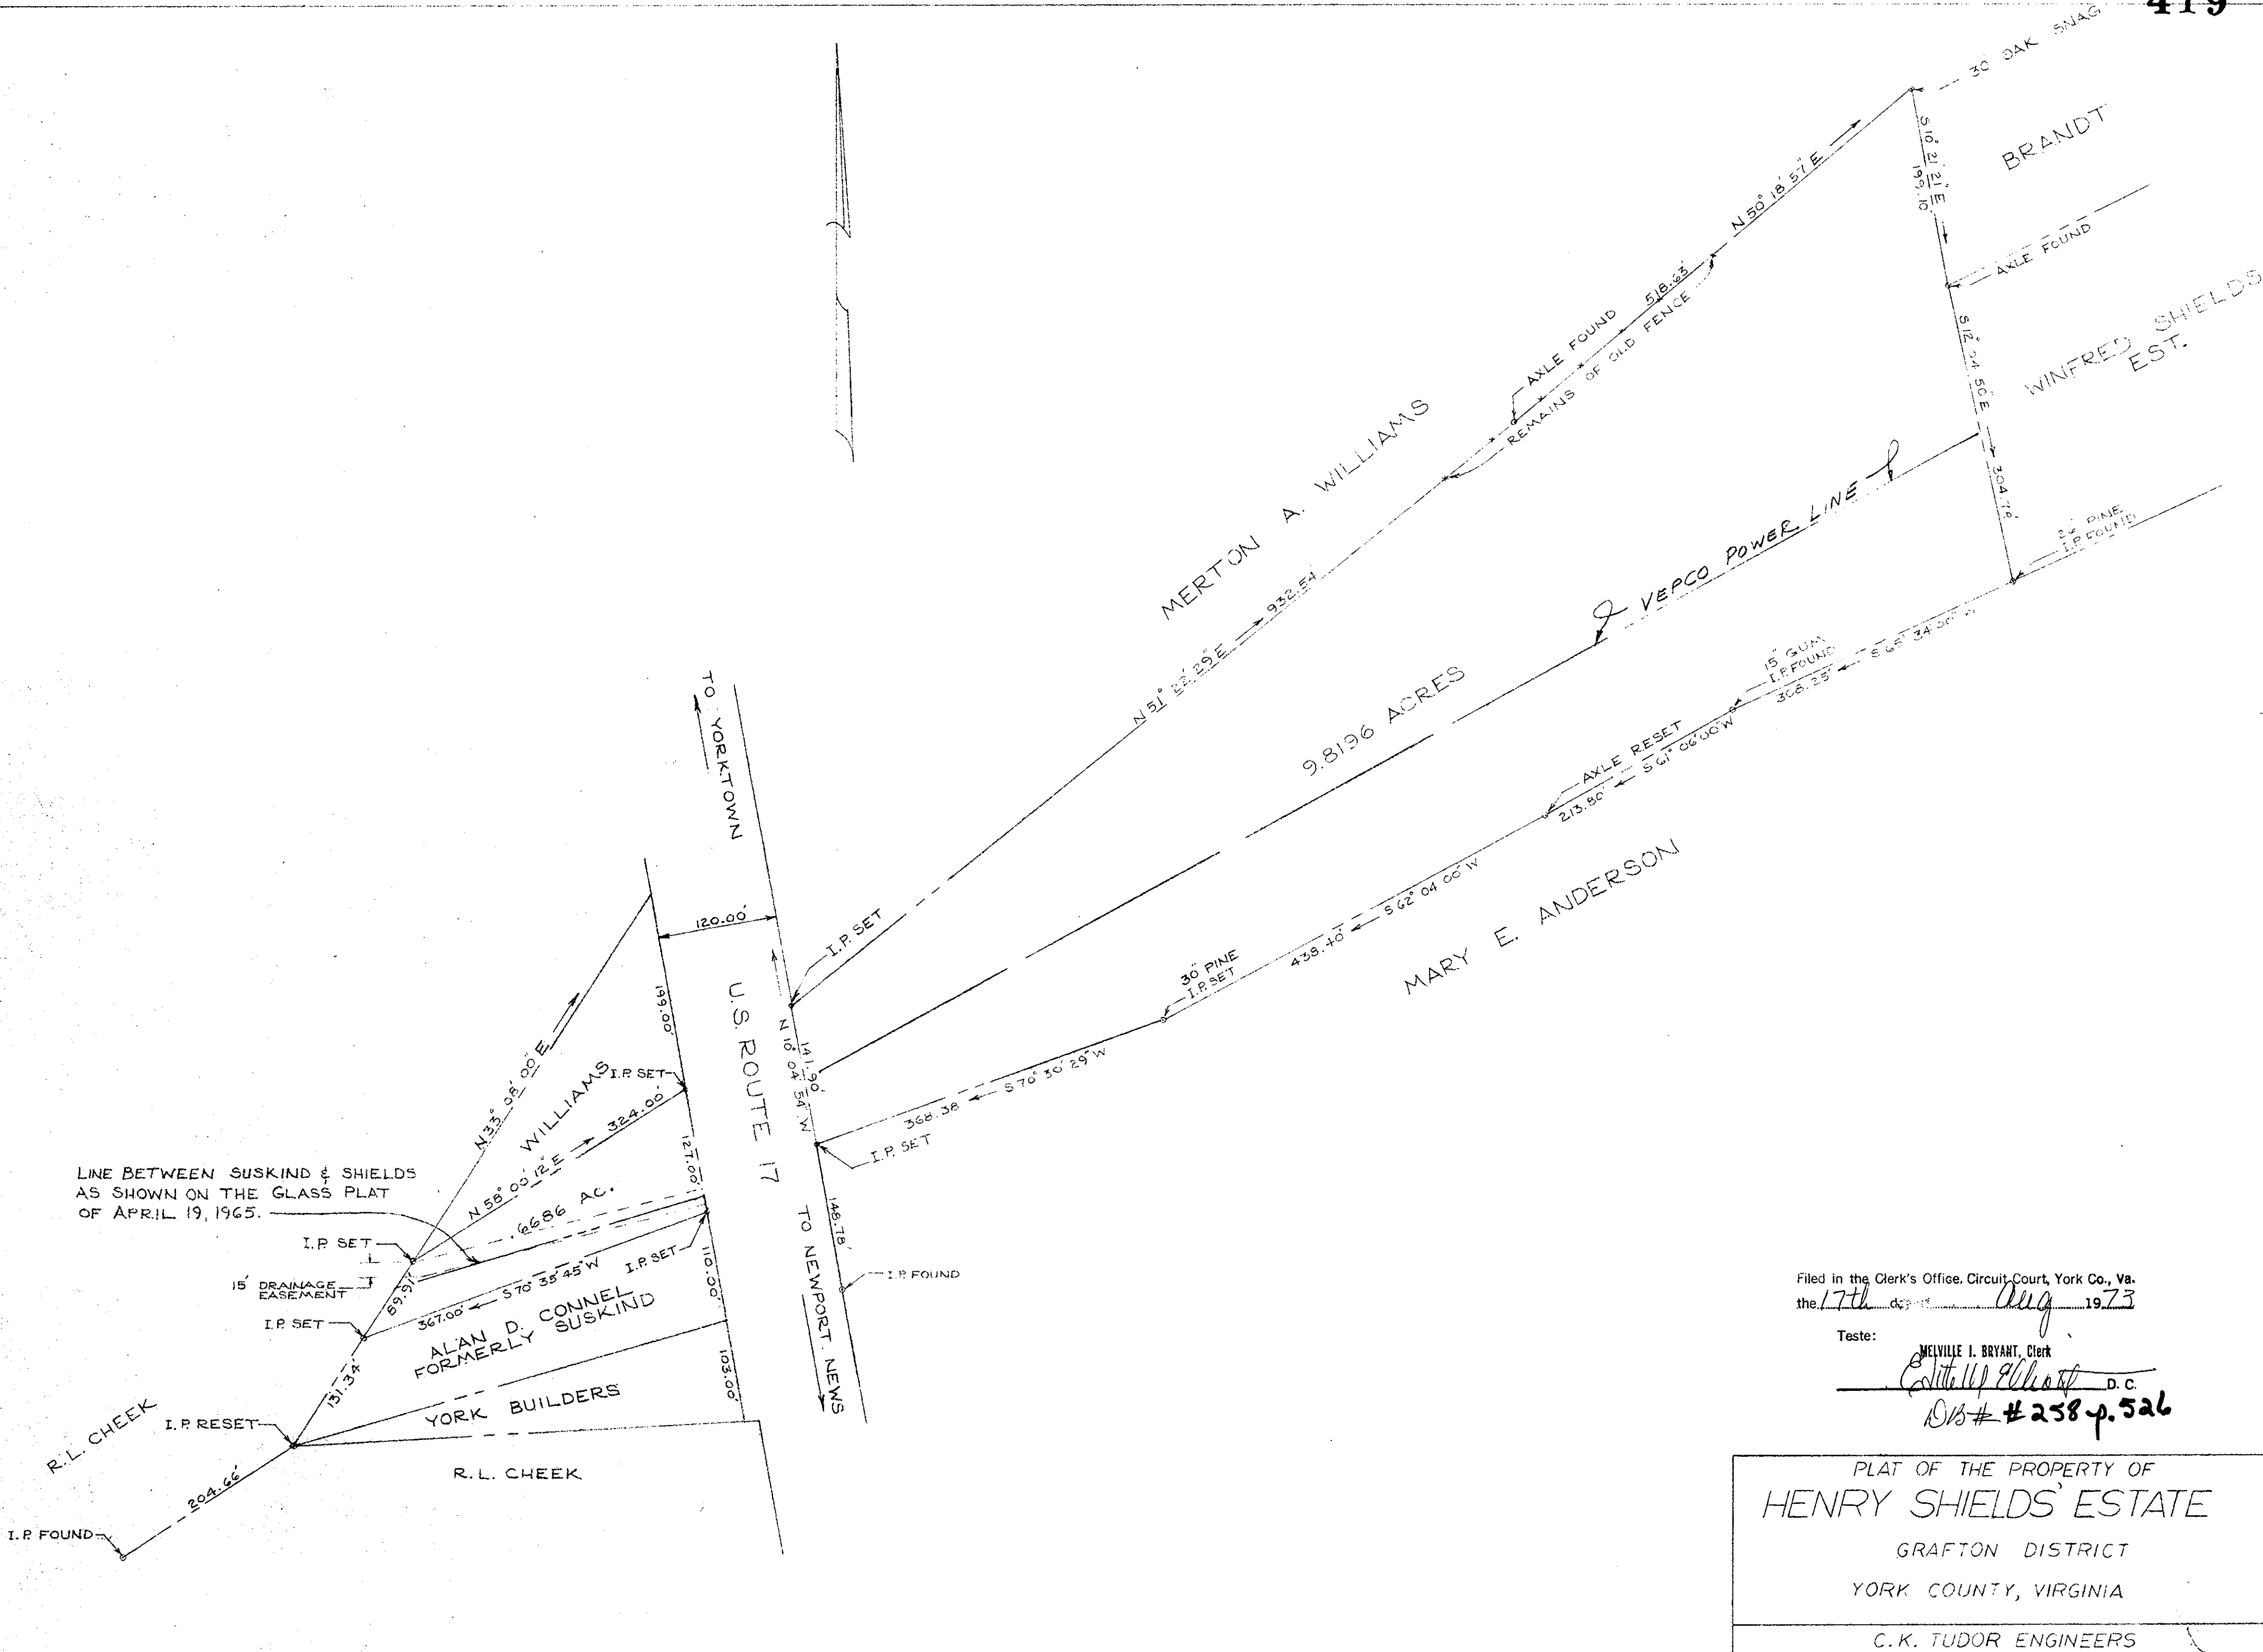 419
30" OAK SNAG
BRANDT
S 10° 21' 21" E
199.10'
AXLE FOUND
WINFRED SHIELDS
EST.
S 12° 24' 50" E
304.78'
PINE
I.P. FOUND
N 50° 18' 57" E
518.63'
AXLE FOUND
REMAINS OF OLD FENCE
MERTON A. WILLIAMS
N 51° 22' 29" E
932.54'
VEPCO POWER LINE
9.8196 ACRES
S 65° 34' 00" W
308.25'
15" GUM
I.P. FOUND
S 61° 06' 00" W
213.80'
AXLE RESET
S 62° 04' 00" W
438.40'
MARY E. ANDERSON
30" PINE
I.P. SET
S 70° 30' 29" W
368.38
I.P. SET
TO YORKTOWN
120.00'
I.P. SET
U.S. ROUTE 17
N 10° 04' 54" W
141.90'
148.78'
I.P. FOUND
TO NEWPORT NEWS
199.00'
127.00'
110.00'
103.00'
N 33° 08' 00" E
WILLIAMS
I.P. SET
N 58° 00' 12" E
324.00'
.6686 AC.
LINE BETWEEN SUSKIND & SHIELDS
AS SHOWN ON THE GLASS PLAT
OF APRIL 19, 1965.
I.P. SET
15' DRAINAGE
EASEMENT
89.91'
I.P. SET
367.00'
S 70° 35' 45" W
I.P. SET
ALAN D. CONNEL
FORMERLY SUSKIND
131.34'
YORK BUILDERS
I.P. RESET
R.L. CHEEK
R.L. CHEEK
204.66'
I.P. FOUND
Filed in the Clerk's Office, Circuit Court, York Co., Va.
the 17th day Aug 1973
Teste:
MELVILLE I. BRYANT, Clerk
D. C.
DB# #258 p. 526
PLAT OF THE PROPERTY OF
HENRY SHIELDS' ESTATE
GRAFTON DISTRICT
YORK COUNTY, VIRGINIA
C.K. TUDOR ENGINEERS